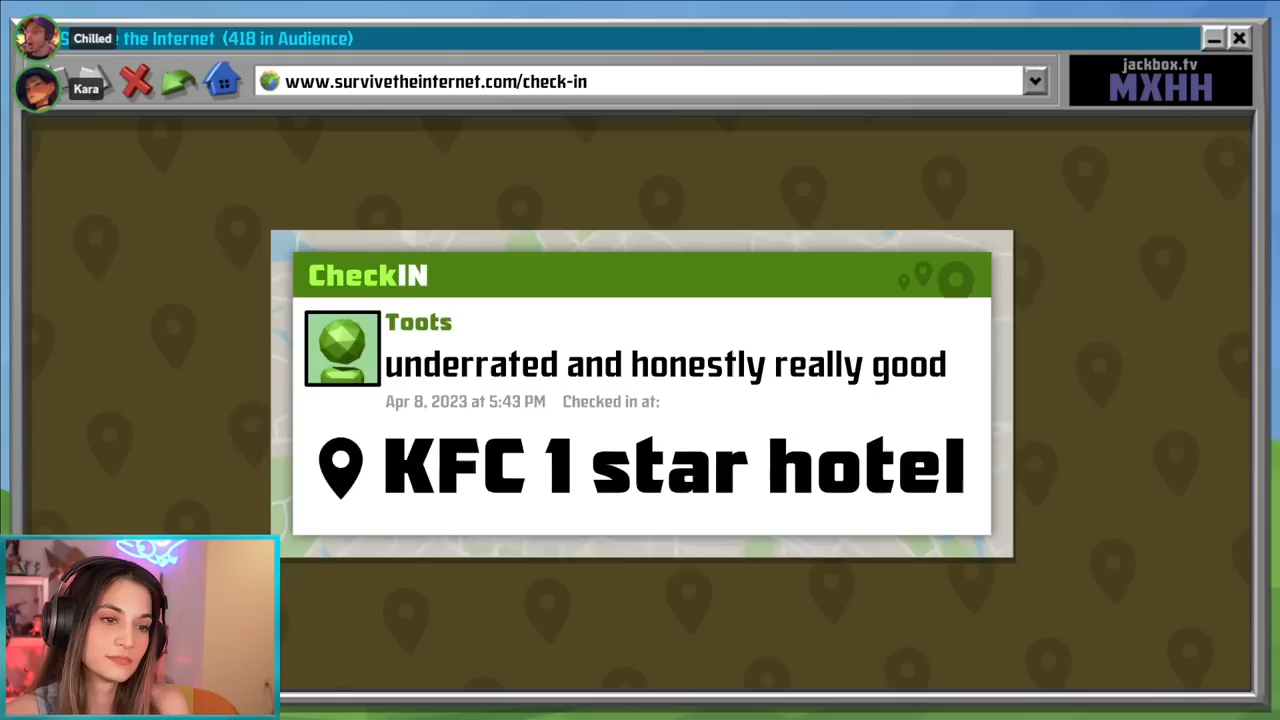 Chilled
the Internet (418 in Audience)
Kara
www.survivetheinternet.com/check-in
jackbox.tv
MXHH
CheckIN
Toots
underrated and honestly really good
Apr 8, 2023 at 5:43 PM Checked in at:
KFC 1 star hotel